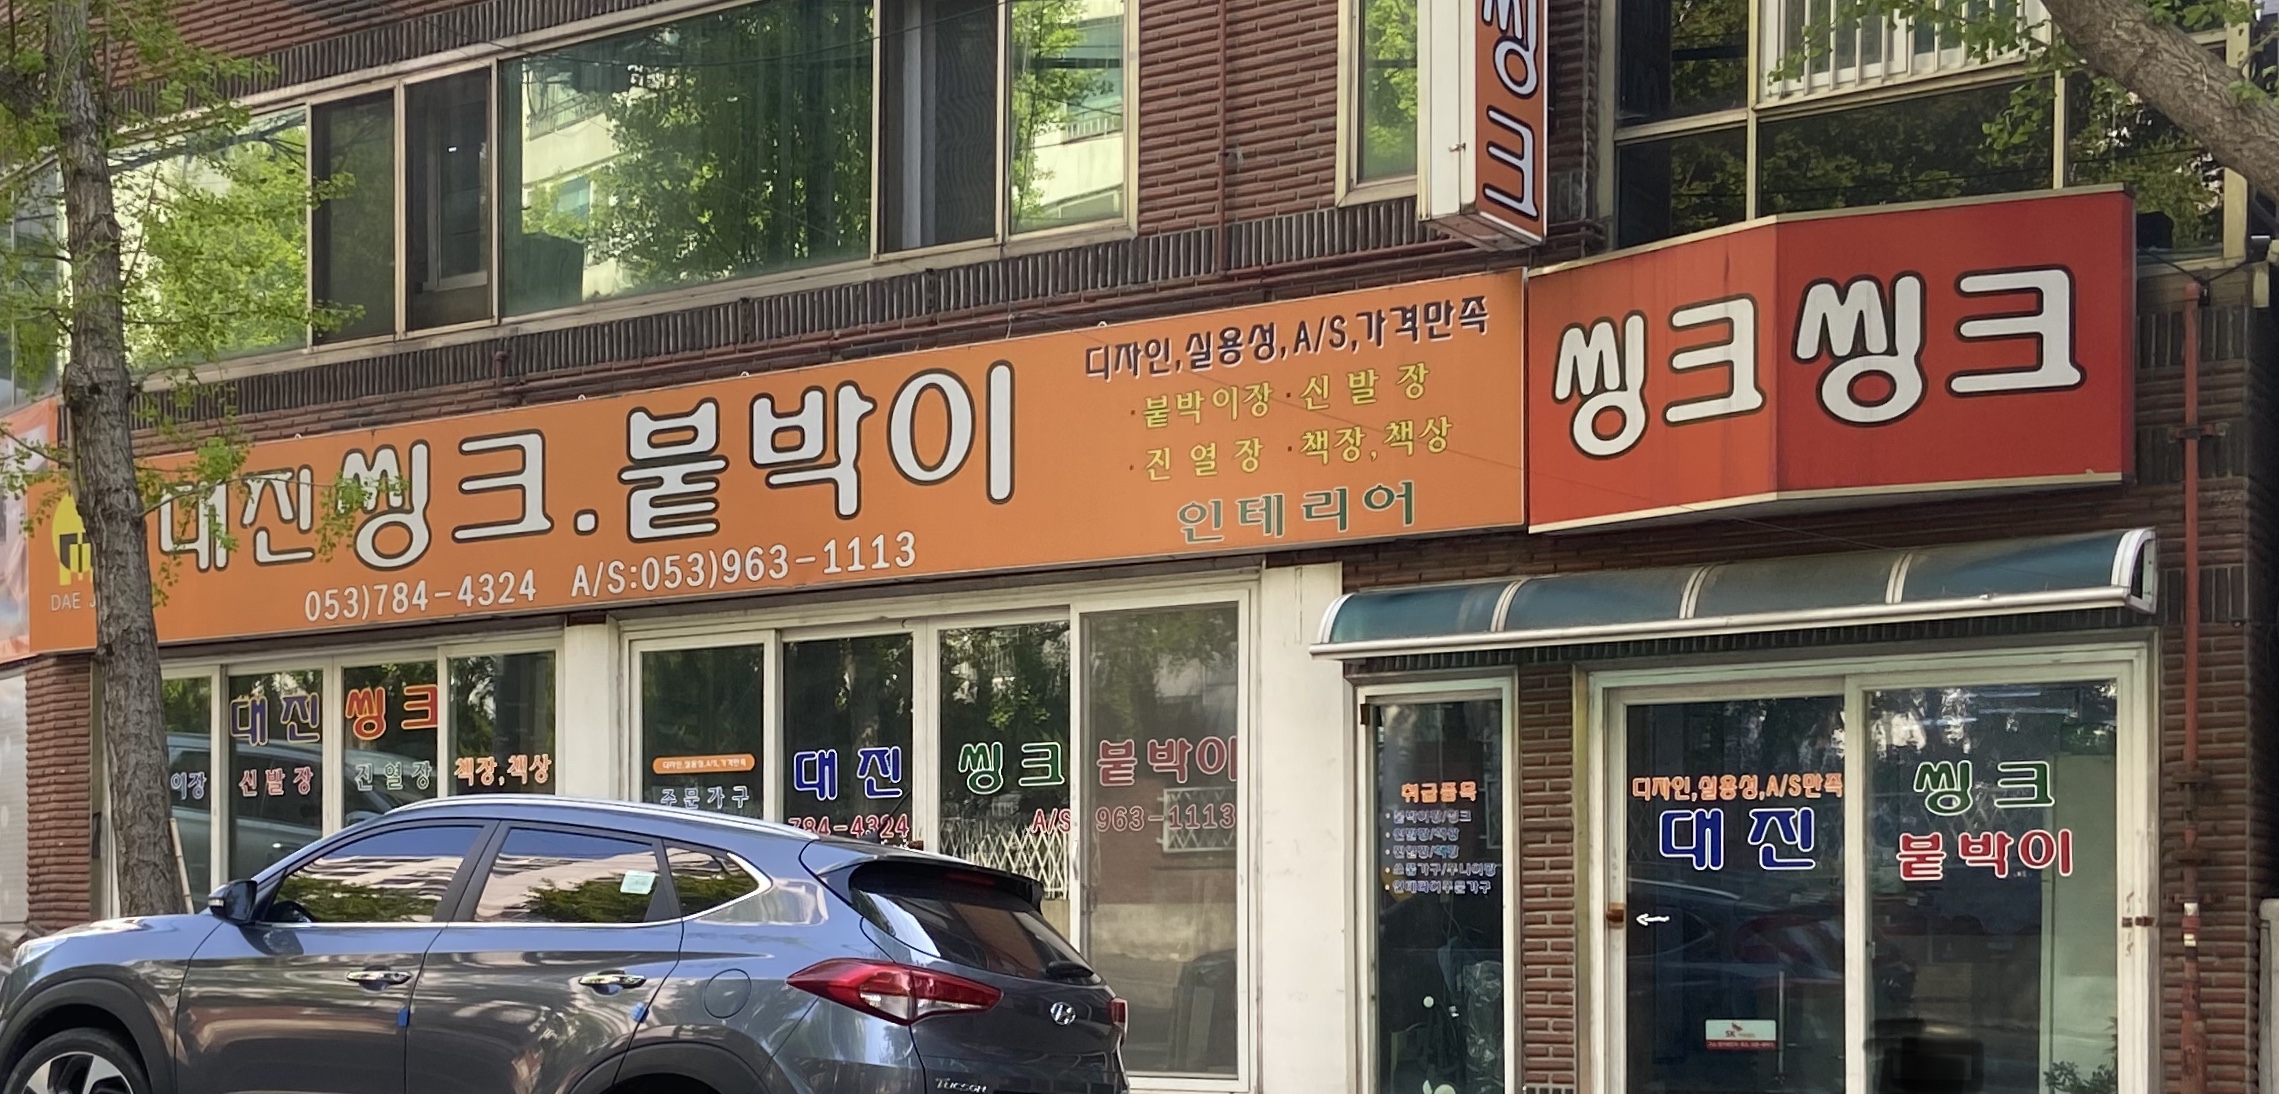 씽크
대진씽크.붙박이
053)784-4324 A/S:053)963-1113
DAE
디자인,실용성,A/S,가격만족
·붙박이장 ·신발장
·진열장 ·책장,책상
인테리어
씽크 씽크
대진 씽크
이장 신발장 진열장 책장,책상
디자인,실용성,A/S,가격만족
주문가구
대진 씽크 붙박이
784-4324 A/S 963-1113
취급품목
디자인,실용성,A/S만족
대진
씽크
붙박이
SK
TUCSON